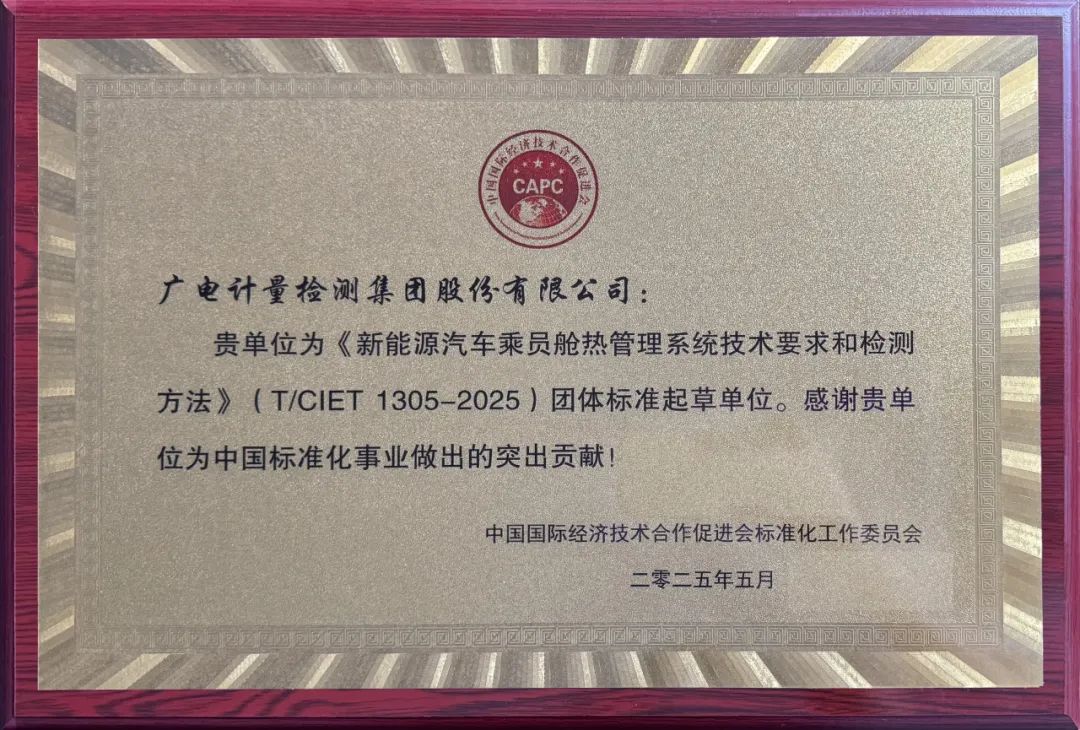 中国国际经济技术合作促进会
CAPC
广电计量检测集团股份有限公司：
贵单位为《新能源汽车乘员舱热管理系统技术要求和检测
方法》（T/CIET 1305-2025）团体标准起草单位。感谢贵单
位为中国标准化事业做出的突出贡献！
中国国际经济技术合作促进会标准化工作委员会
二零二五年五月